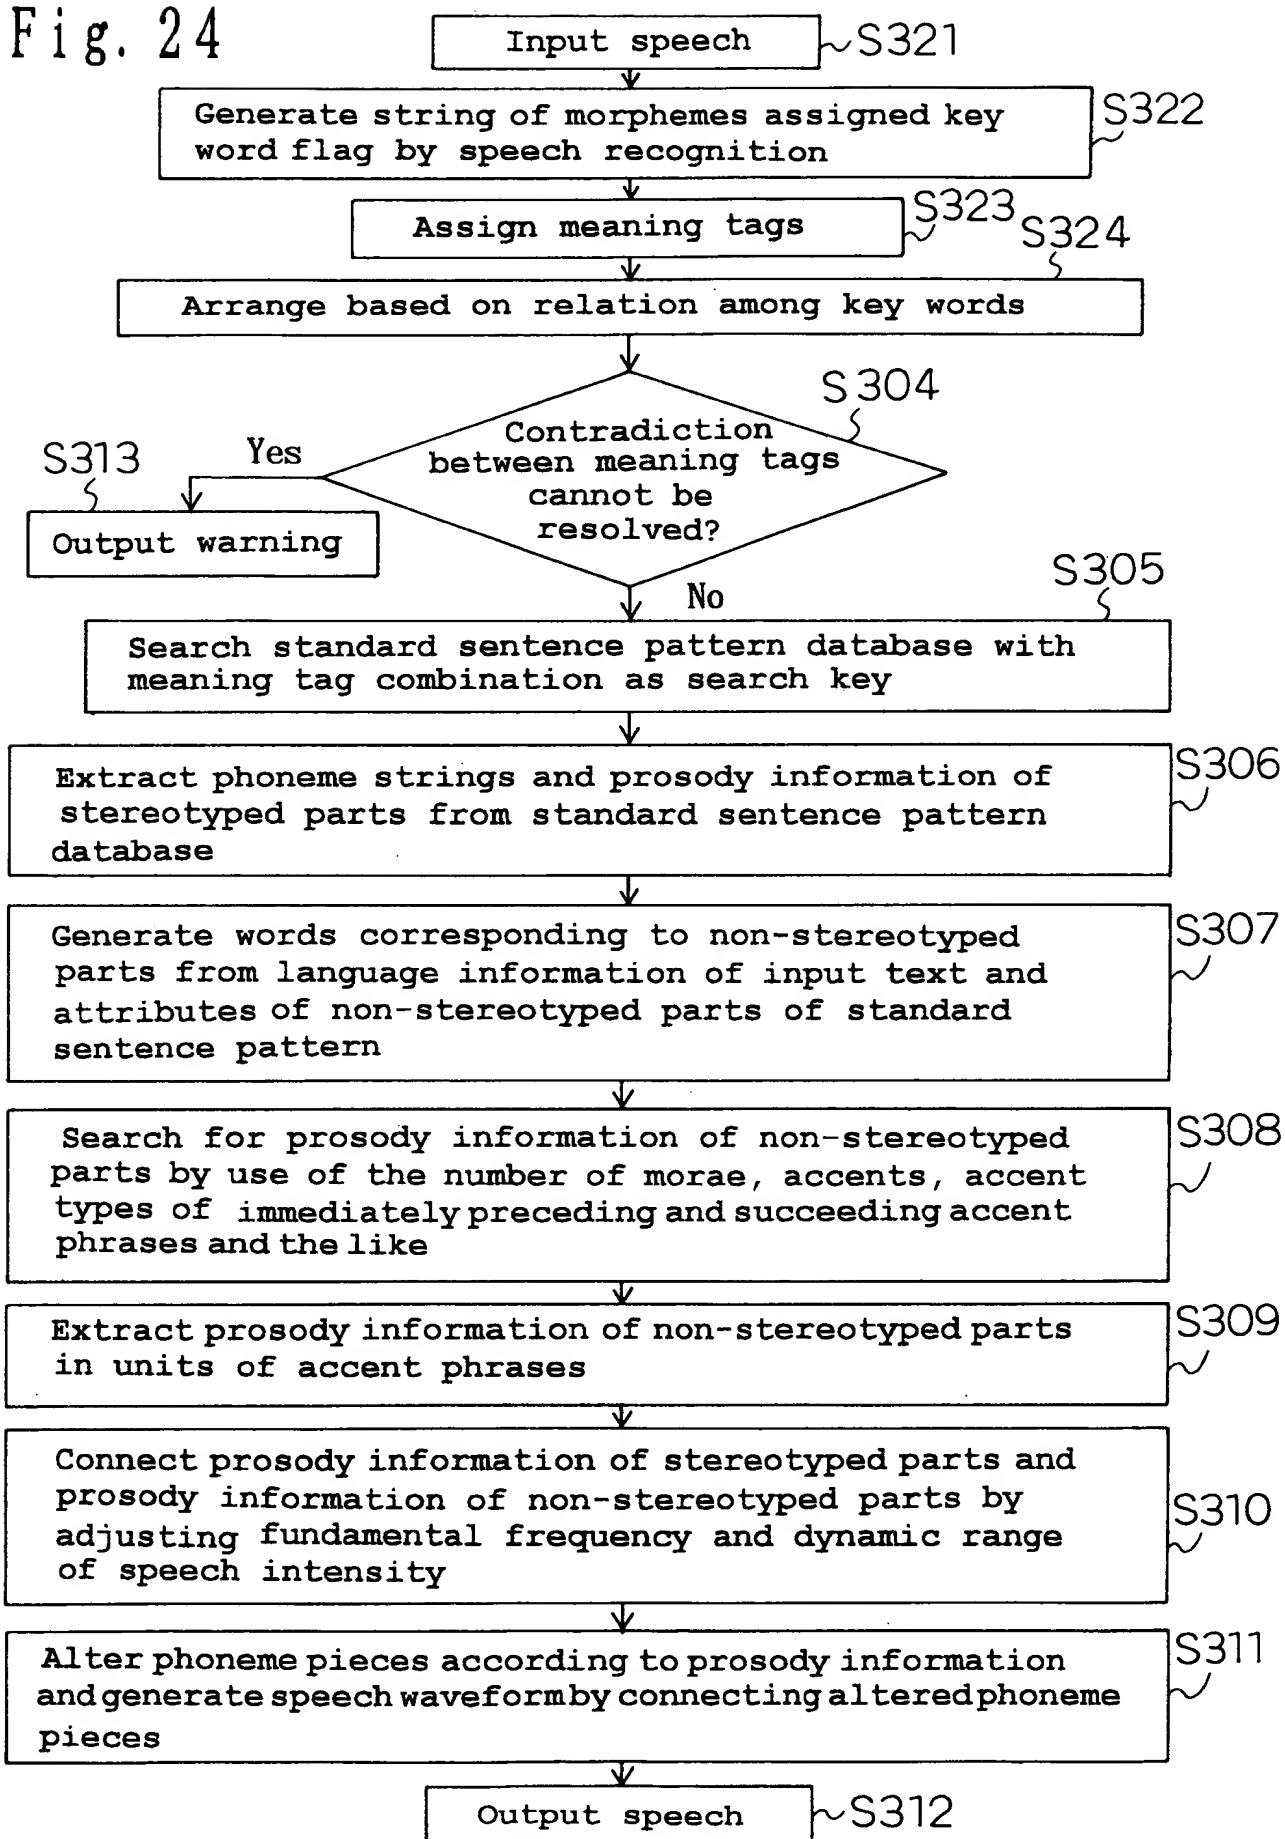 Fig. 24
Input speech
S321
Generate string of morphemes assigned key
word flag by speech recognition
S322
Assign meaning tags
S323
S324
Arrange based on relation among key words
S304
Contradiction
between meaning tags
cannot be
resolved?
Yes
S313
Output warning
No
S305
Search standard sentence pattern database with
meaning tag combination as search key
Extract phoneme strings and prosody information of
stereotyped parts from standard sentence pattern
database
S306
Generate words corresponding to non-stereotyped
parts from language information of input text and
attributes of non-stereotyped parts of standard
sentence pattern
S307
Search for prosody information of non-stereotyped
parts by use of the number of morae, accents, accent
types of immediately preceding and succeeding accent
phrases and the like
S308
Extract prosody information of non-stereotyped parts
in units of accent phrases
S309
Connect prosody information of stereotyped parts and
prosody information of non-stereotyped parts by
adjusting fundamental frequency and dynamic range
of speech intensity
S310
Alter phoneme pieces according to prosody information
and generate speech waveform by connecting altered phoneme
pieces
S311
Output speech
S312